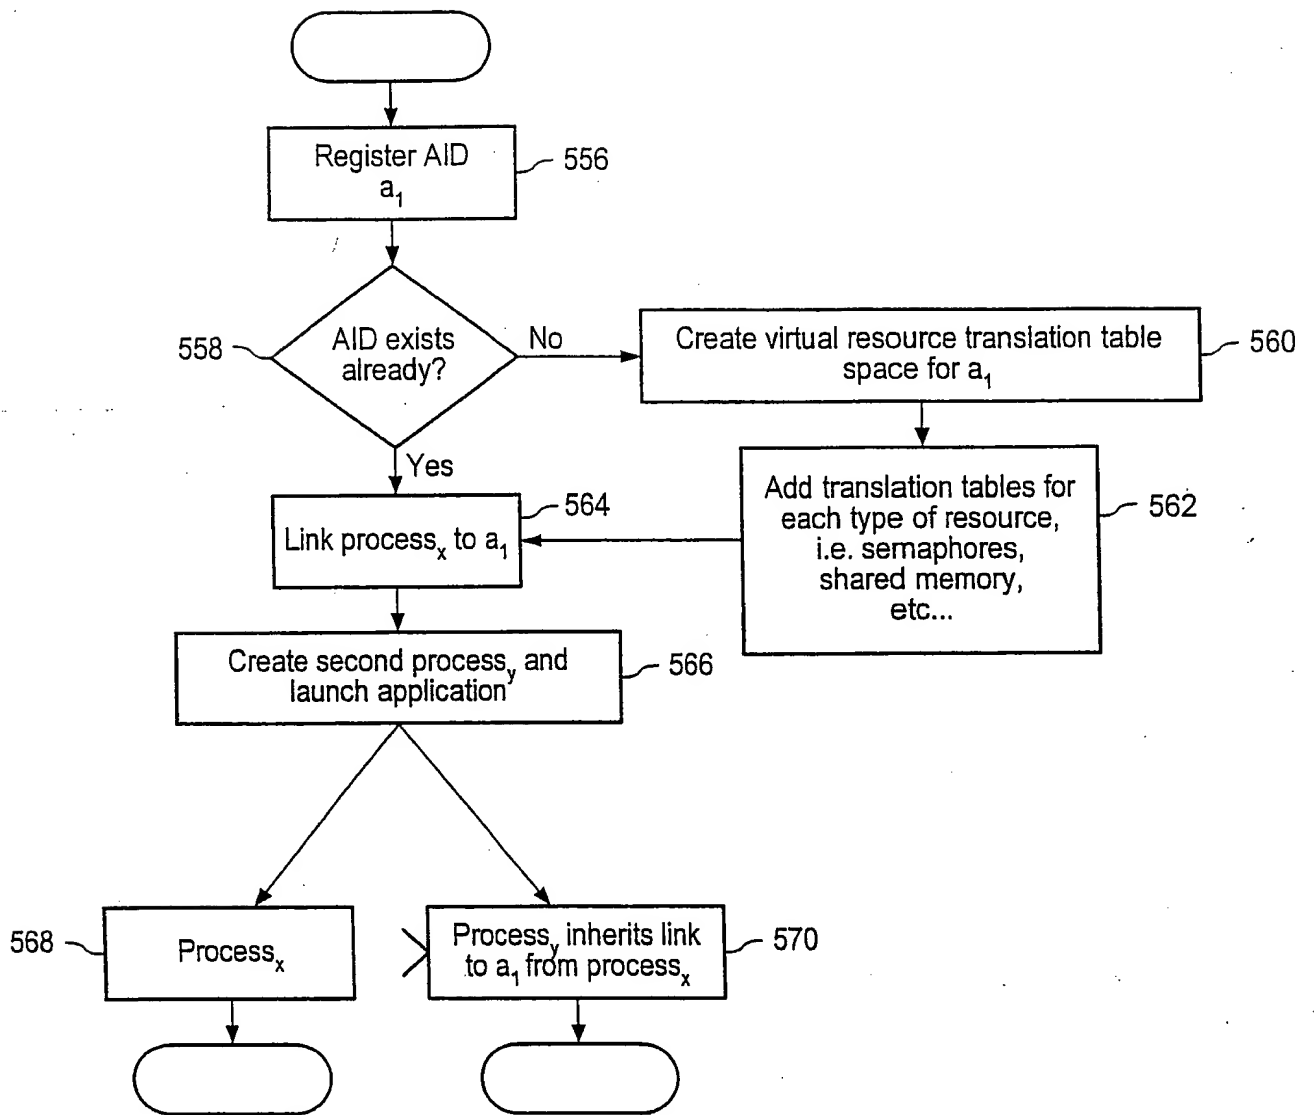 Register AID
a₁
556
AID exists
already?
558
No
Yes
Create virtual resource translation table
space for a₁
560
Add translation tables for
each type of resource,
i.e. semaphores,
shared memory,
etc...
562
Link processₓ to a₁
564
Create second process_y and
launch application
566
Processₓ
568
Process_y inherits link
to a₁ from processₓ
570